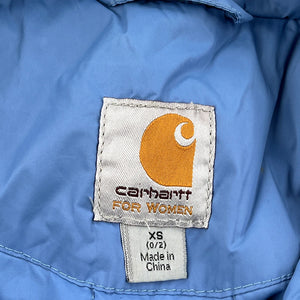 carhartt
FOR WOMEN
XS
(0/2)
Made in
China